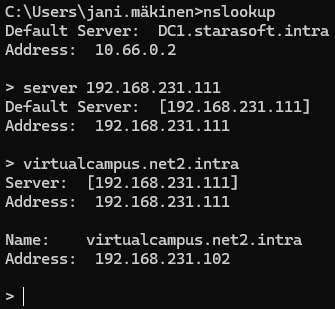 C:\Users\jani.mäkinen>nslookup
Default Server:  DC1.starasoft.intra
Address:  10.66.0.2
> server 192.168.231.111
Default Server:  [192.168.231.111]
Address:  192.168.231.111
> virtualcampus.net2.intra
Server:  [192.168.231.111]
Address:  192.168.231.111
Name:    virtualcampus.net2.intra
Address:  192.168.231.102
>